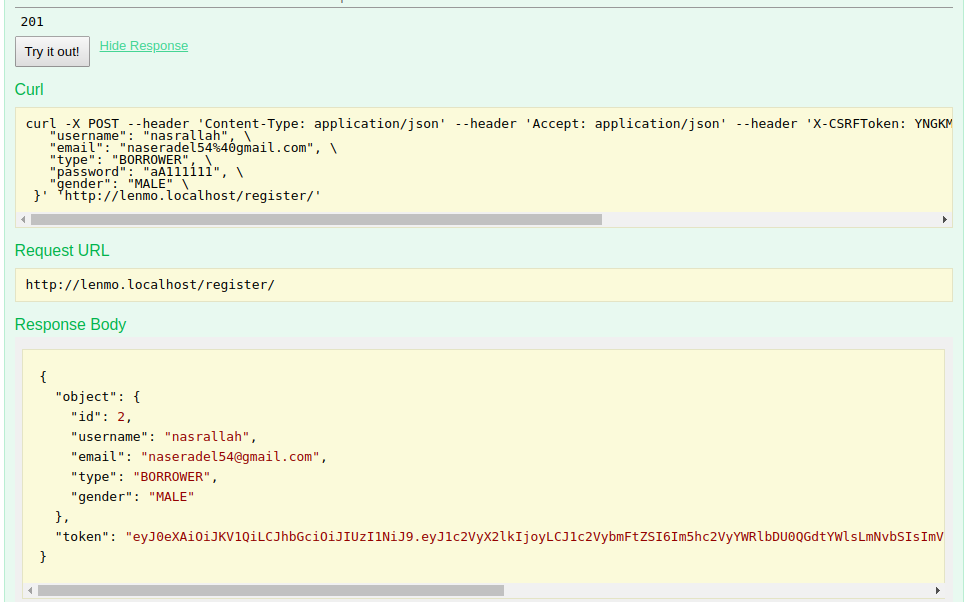 201
Try it out! Hide Response
Curl
curl -X POST --header 'Content-Type: application/json' --header 'Accept: application/json' --header 'X-CSRFToken: YNGKM
"username": "nasrallah", \
"email": "naseradel54%40gmail.com", \
"type": "BORROWER", \
"password": "aA111111", \
"gender": "MALE" \
}' 'http://lenmo.localhost/register/'
Request URL
http://lenmo.localhost/register/
Response Body
{
"object": {
"id": 2,
"username": "nasrallah",
"email": "naseradel54@gmail.com",
"type": "BORROWER",
"gender": "MALE"
},
"token": "eyJ0eXAiOiJKV1QiLCJhbGciOiJIUzI1NiJ9.eyJ1c2VyX2lkIjoyLCJ1c2VybmFtZSI6Im5hc2VyYWRlbDU0QGdtYWlsLmNvbSIsImV
}